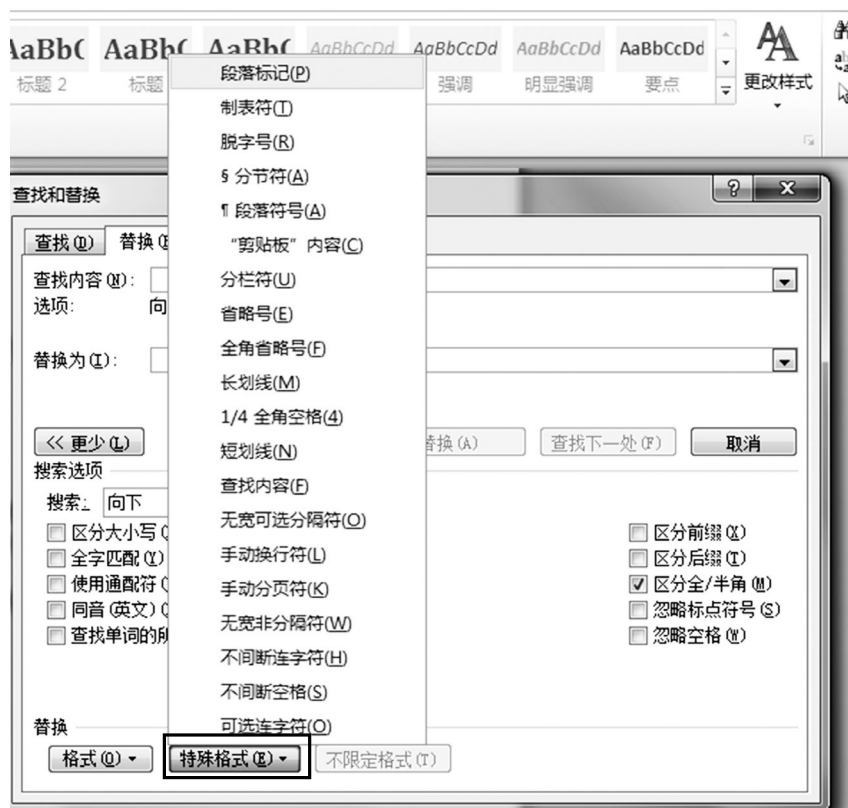 AaBbC AaBbC AaBbC AaBbCcDd AaBbCcDd AaBbCcDd AaBbCcDd
标题 2 标题 强调 明显强调 要点 更改样式
段落标记(P)
制表符(T)
脱字号(R)
§ 分节符(A)
¶ 段落符号(A)
“剪贴板”内容(C)
分栏符(U)
省略号(E)
全角省略号(F)
长划线(M)
1/4 全角空格(4)
短划线(N)
查找内容(F)
无宽可选分隔符(O)
手动换行符(L)
手动分页符(K)
无宽非分隔符(W)
不间断连字符(H)
不间断空格(S)
可选连字符(O)
查找和替换
查找(D) 替换(
查找内容(N):
选项: 向
替换为(I):
<< 更少(L) 替换(A) 查找下一处(F) 取消
搜索选项
搜索: 向下
区分大小写( 区分前缀(X)
全字匹配(Y) 区分后缀(T)
使用通配符( 区分全/半角(M)
同音(英文)( 忽略标点符号(S)
查找单词的所 忽略空格(W)
替换
格式(O) 特殊格式(E) 不限定格式(T)